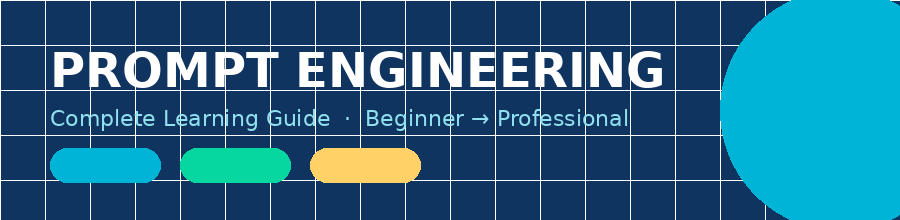 PROMPT ENGINEERING
Complete Learning Guide · Beginner → Professional